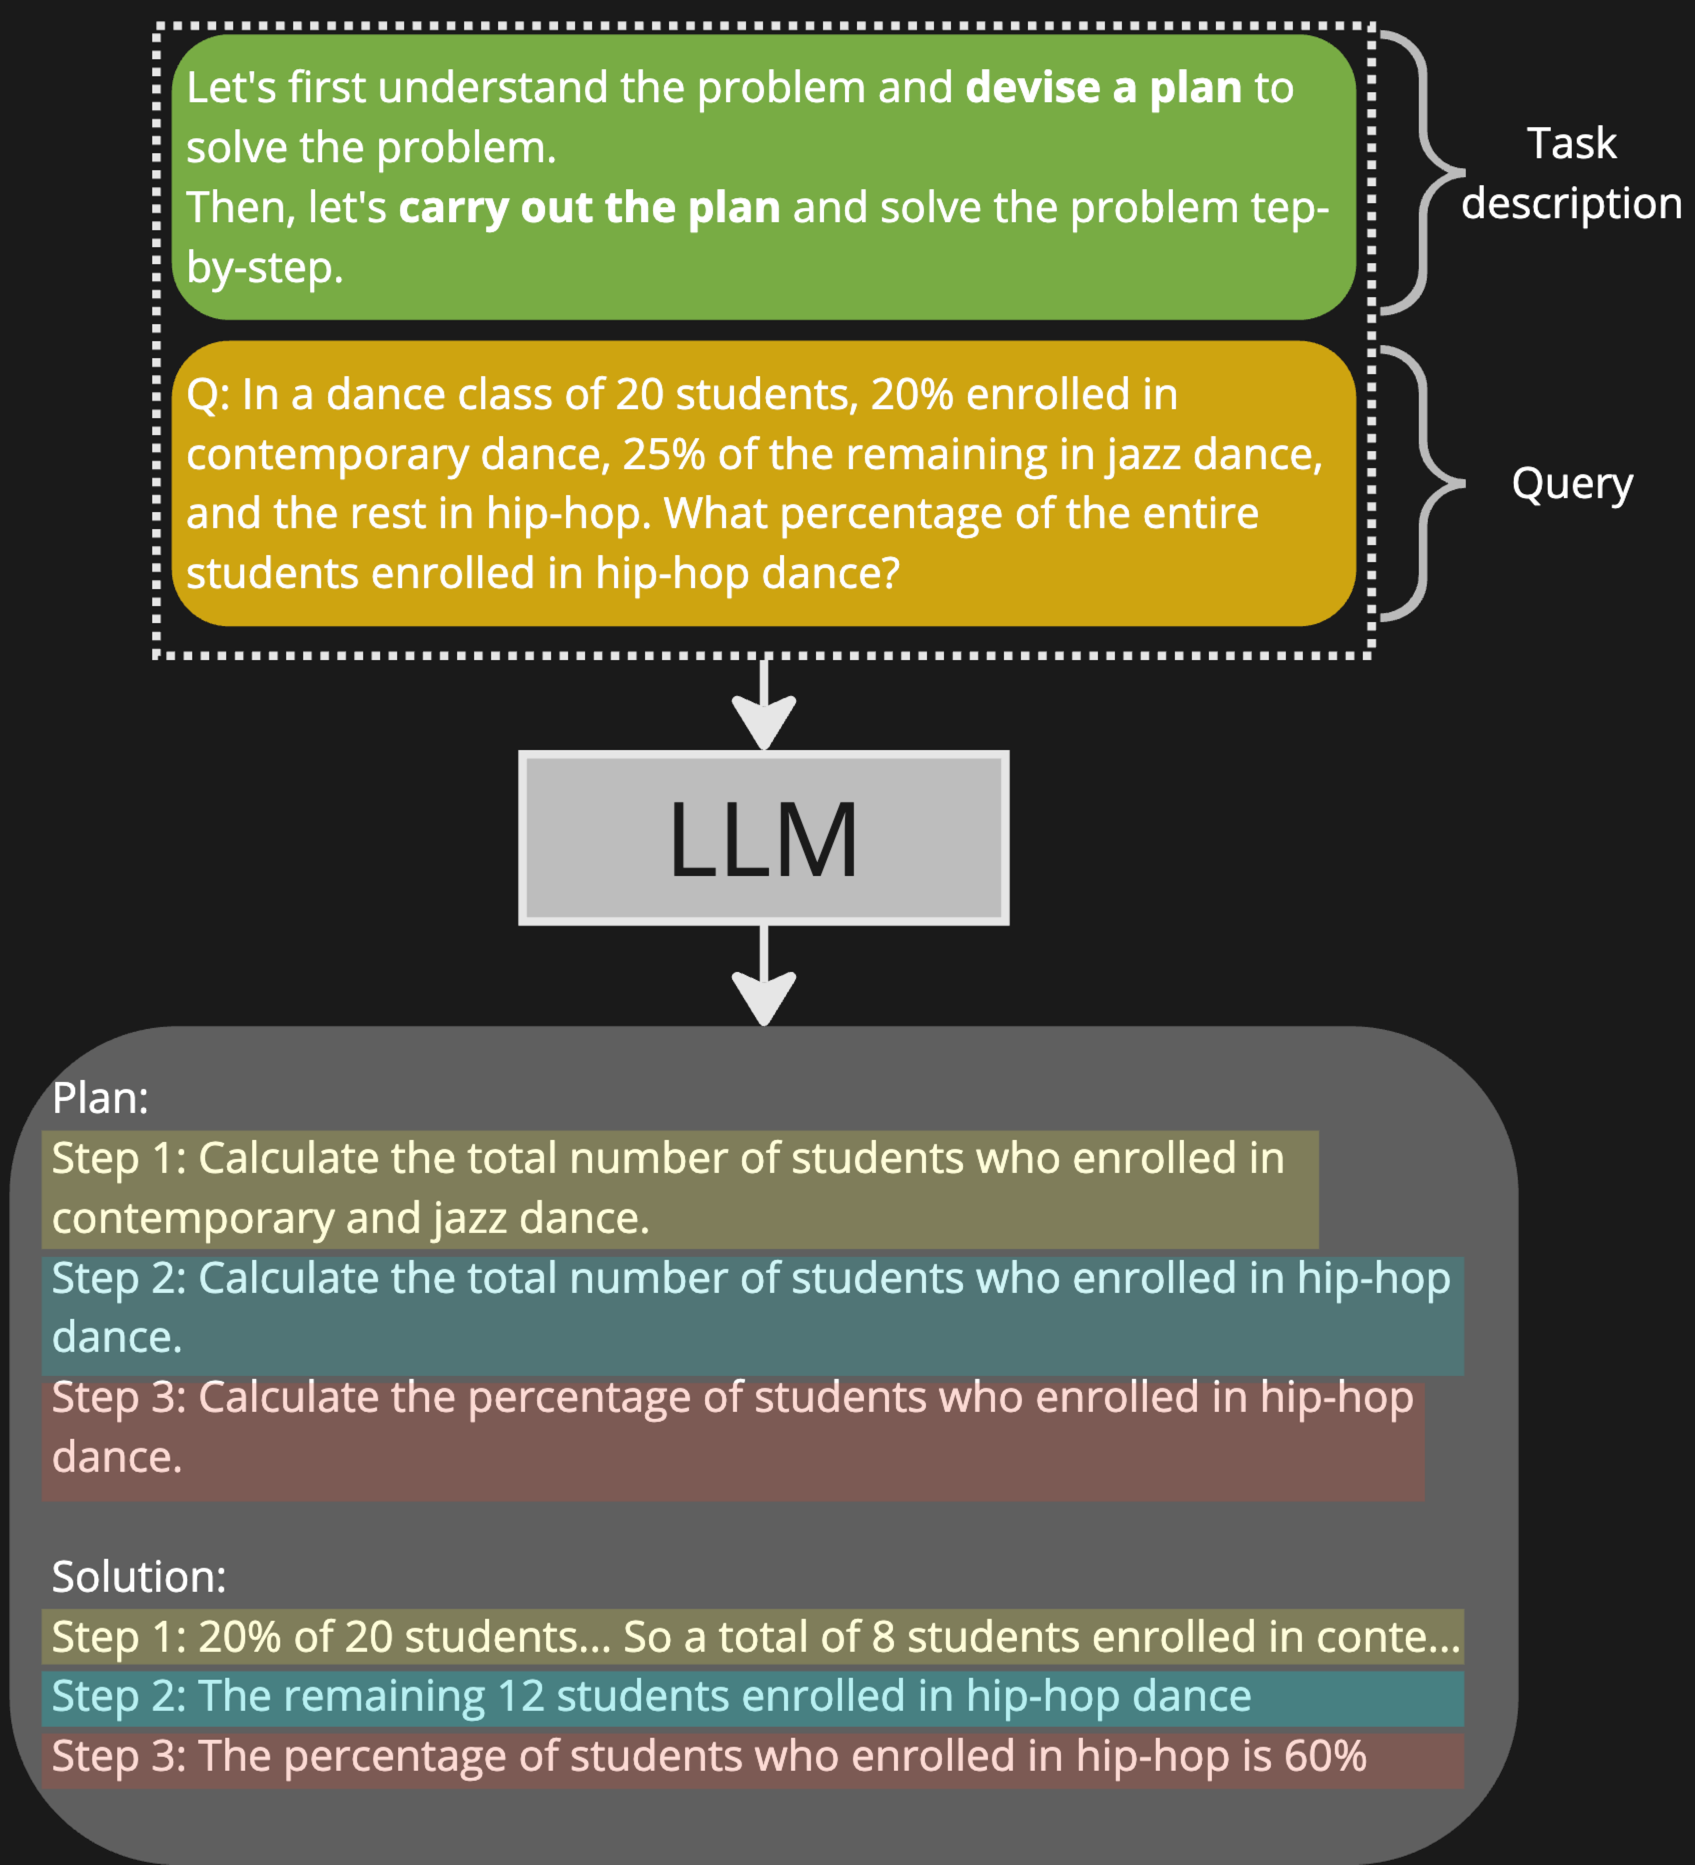 Let's first understand the problem and devise a plan to
solve the problem.
Then, let's carry out the plan and solve the problem tep-
by-step.
Task
description
Q: In a dance class of 20 students, 20% enrolled in
contemporary dance, 25% of the remaining in jazz dance,
and the rest in hip-hop. What percentage of the entire
students enrolled in hip-hop dance?
Query
LLM
Plan:
Step 1: Calculate the total number of students who enrolled in
contemporary and jazz dance.
Step 2: Calculate the total number of students who enrolled in hip-hop
dance.
Step 3: Calculate the percentage of students who enrolled in hip-hop
dance.
Solution:
Step 1: 20% of 20 students... So a total of 8 students enrolled in conte...
Step 2: The remaining 12 students enrolled in hip-hop dance
Step 3: The percentage of students who enrolled in hip-hop is 60%